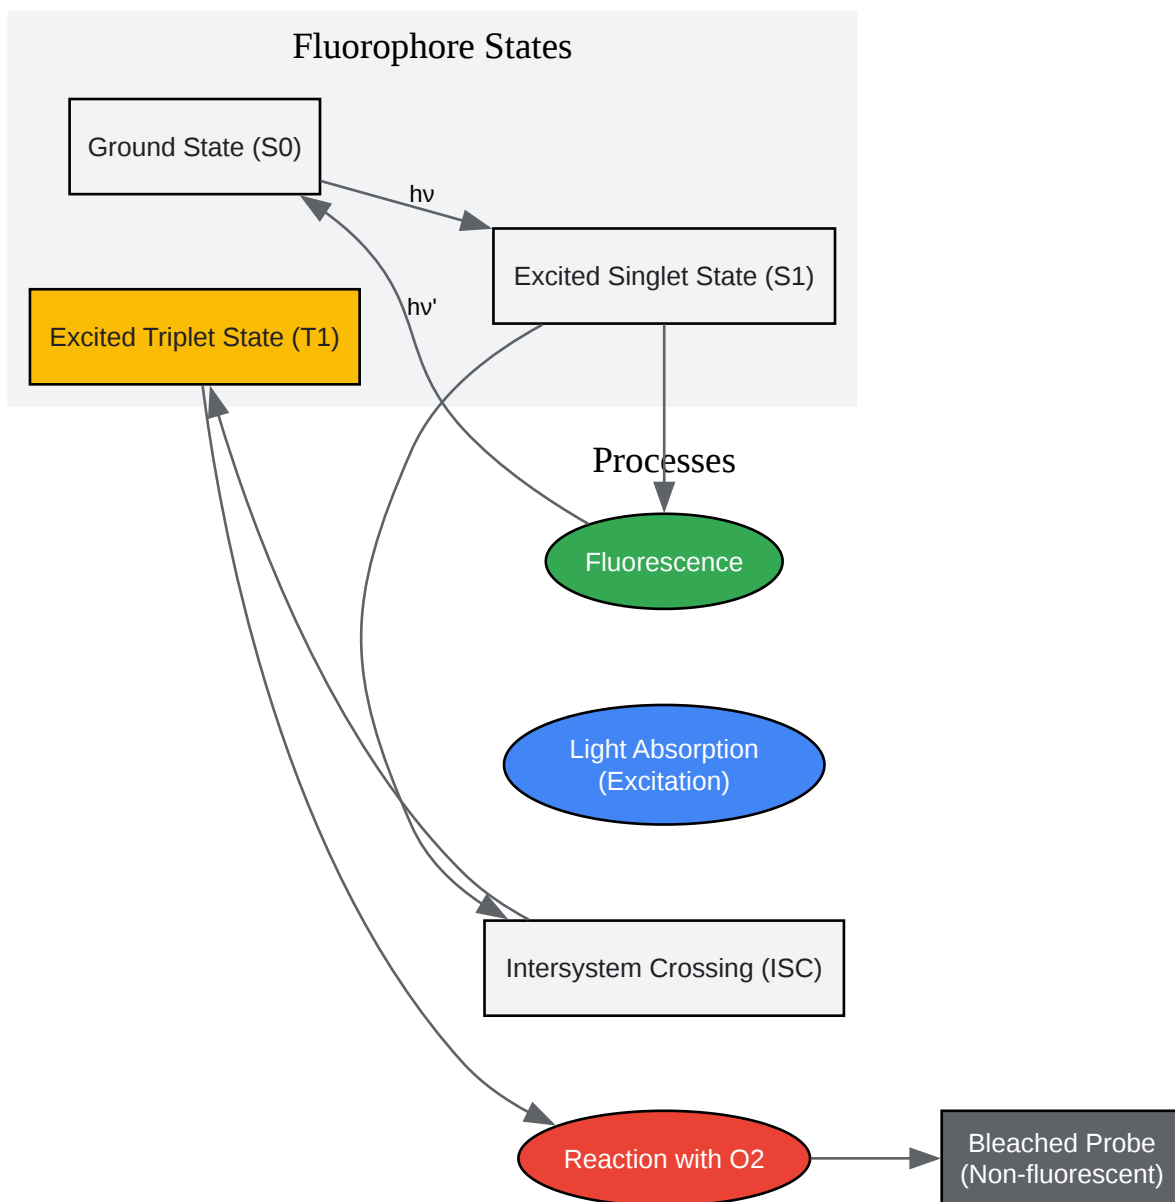 Fluorophore States
Ground State (S0)
hν
Excited Singlet State (S1)
hν'
Excited Triplet State (T1)
Processes
Fluorescence
Light Absorption
(Excitation)
Intersystem Crossing (ISC)
Reaction with O2
Bleached Probe
(Non-fluorescent)